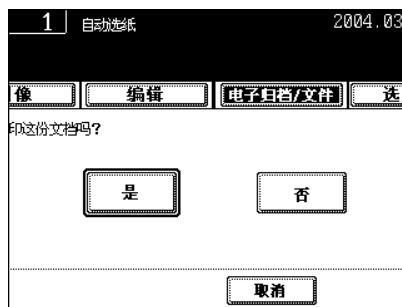 1 自动选纸 2004.03
像 编辑 电子归档/文件 选
印这份文档吗?
是 否
取消